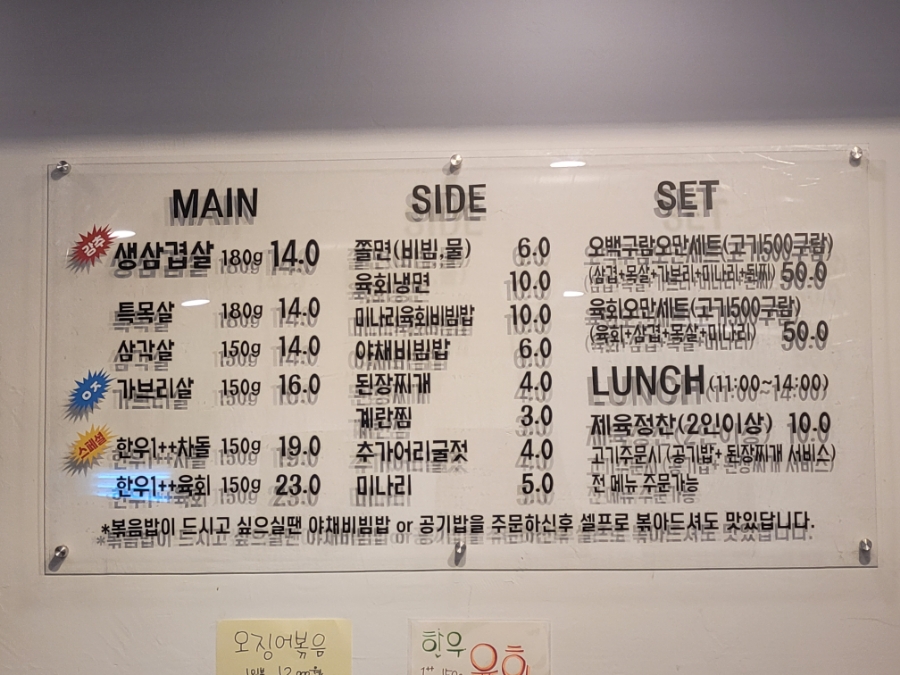 MAIN
강추
생삼겹살 180g 14.0
특목살 180g 14.0
삼각살 150g 14.0
OK
가브리살 150g 16.0
스페셜
한우1++차돌 150g 19.0
한우1++육회 150g 23.0
SIDE
쫄면(비빔,물) 6.0
육회냉면 10.0
미나리육회비빔밥 10.0
야채비빔밥 6.0
된장찌개 4.0
계란찜 3.0
추가어리굴젓 4.0
미나리 5.0
SET
오백구람오만세트(고기500구람)
(삼겹+목살+가브리+미나리+된찌) 50.0
육회오만세트(고기500구람)
(육회+삼겹+목살+미나리) 50.0
LUNCH (11:00~14:00)
제육정찬(2인이상) 10.0
고기주문시 (공기밥+ 된장찌개 서비스)
전 메뉴 주문가능
*볶음밥이 드시고 싶으실땐 야채비빔밥 or 공기밥을 주문하신후 셀프로 볶아드셔도 맛있답니다.
오징어볶음
한우
육회